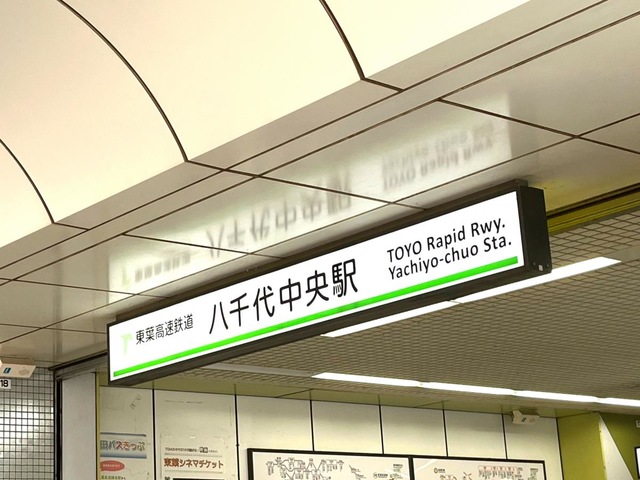 東葉高速鉄道
八千代中央駅
TOYO Rapid Rwy.
Yachiyo-chuo Sta.
18
東葉シネマチケット